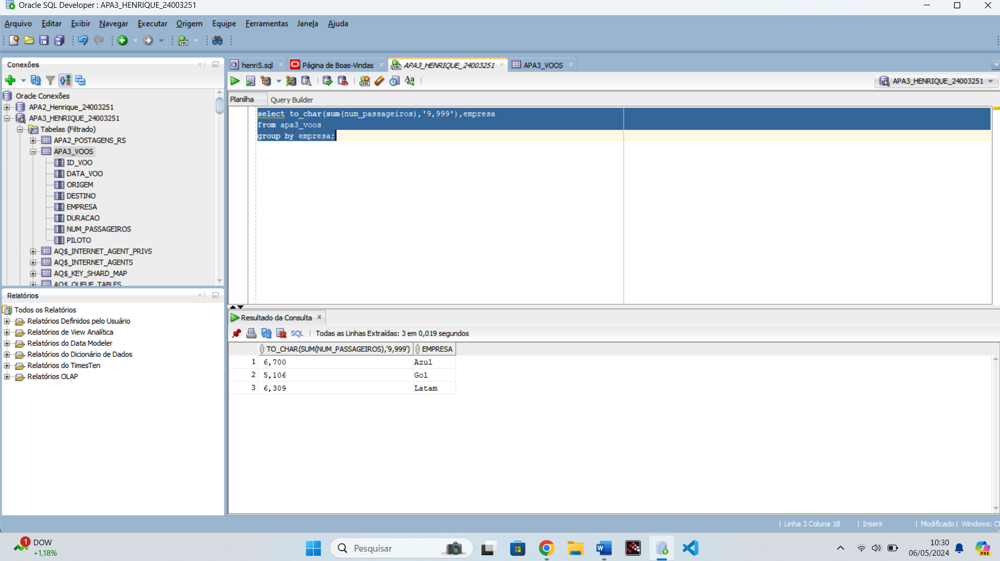 Oracle SQL Developer : APA3_HENRIQUE_24003251
Arquivo Editar Exibir Navegar Executar Origem Equipe Ferramentas Janela Ajuda
Conexões
Oracle Conexões
APA2_Henrique_24003251
APA3_HENRIQUE_24003251
Tabelas (Filtrado)
APA2_POSTAGENS_RS
APA3_VOOS
ID_VOO
DATA_VOO
ORIGEM
DESTINO
EMPRESA
DURACAO
NUM_PASSAGEIROS
PILOTO
AQ$_INTERNET_AGENT_PRIVS
AQ$_INTERNET_AGENTS
AQ$_KEY_SHARD_MAP
AQ$_QUEUE_TABLES
Relatórios
Todos os Relatórios
Relatórios Definidos pelo Usuário
Relatórios de View Analítica
Relatórios do Data Modeler
Relatórios do Dicionário de Dados
Relatórios do TimesTen
Relatórios OLAP
henri5.sql Página de Boas-Vindas APA3_HENRIQUE_24003251 APA3_VOOS
APA3_HENRIQUE_24003251
Planilha Query Builder
select to_char(sum(num_passageiros),'9,999'),empresa
from apa3_voos
group by empresa;
Resultado da Consulta
SQL | Todas as Linhas Extraídas: 3 em 0,019 segundos
TO_CHAR(SUM(NUM_PASSAGEIROS),'9,999') EMPRESA
1 6,700 Azul
2 5,106 Gol
3 6,309 Latam
| Linha 3 Coluna 18 | Inserir | Modificado | Windows: C
1 DOW
+1,18%
Pesquisar
10:30
06/05/2024
PRE